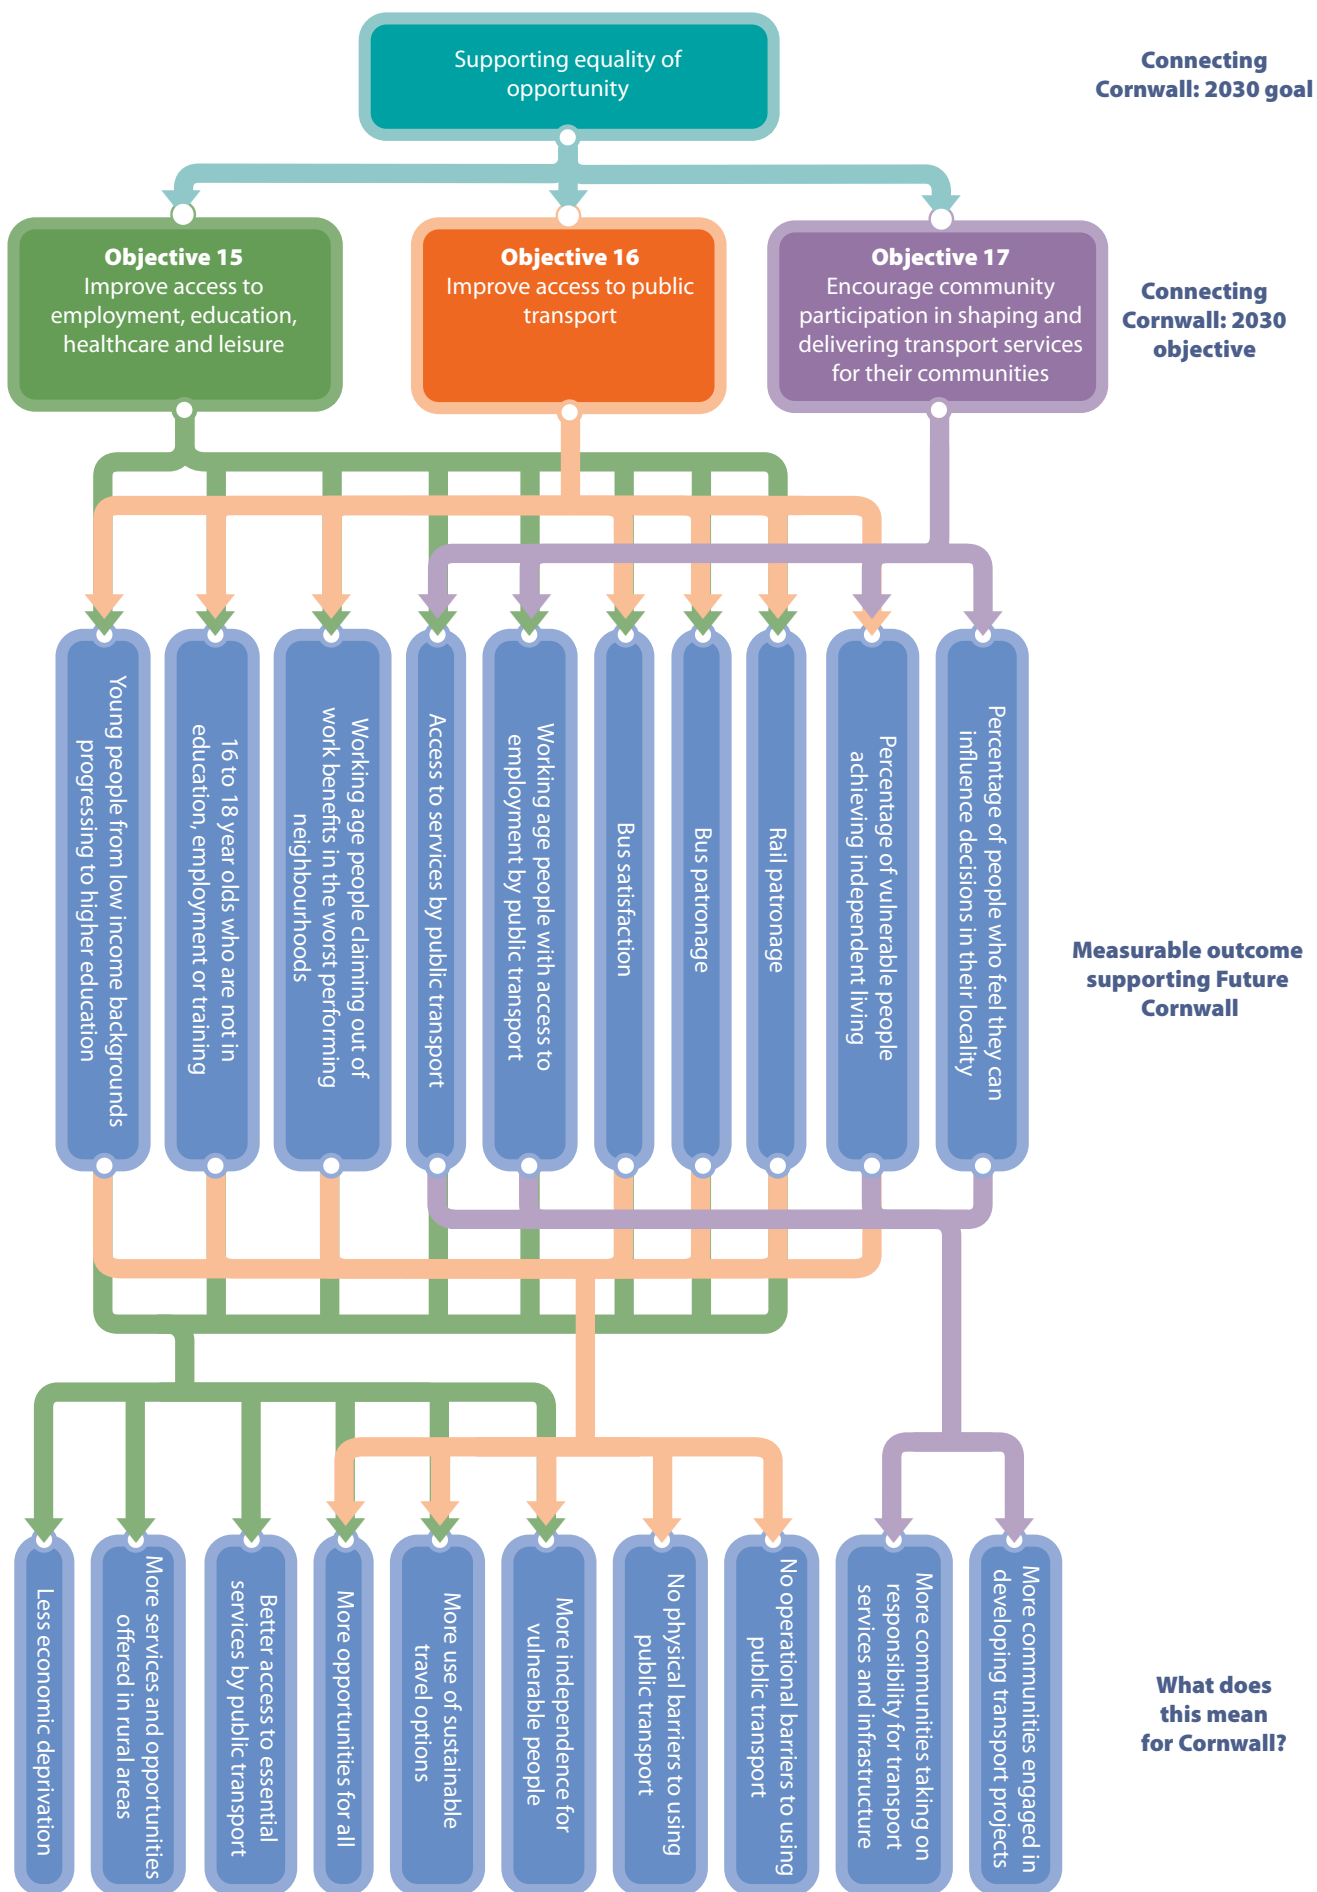 Supporting equality of
opportunity
Connecting
Cornwall: 2030 goal
Objective 15
Improve access to
employment, education,
healthcare and leisure
Objective 16
Improve access to public
transport
Objective 17
Encourage community
participation in shaping and
delivering transport services
for their communities
Connecting
Cornwall: 2030
objective
Young people from low income backgrounds
progressing to higher education
16 to 18 year olds who are not in
education, employment or training
Working age people claiming out of
work benefits in the worst performing
neighbourhoods
Access to services by public transport
Working age people with access to
employment by public transport
Bus satisfaction
Bus patronage
Rail patronage
Percentage of vulnerable people
achieving independent living
Percentage of people who feel they can
influence decisions in their locality
Measurable outcome
supporting Future
Cornwall
Less economic deprivation
More services and opportunities
offered in rural areas
Better access to essential
services by public transport
More opportunities for all
More use of sustainable
travel options
More independence for
vulnerable people
No physical barriers to using
public transport
No operational barriers to using
public transport
More communities taking on
responsibility for transport
services and infrastructure
More communities engaged in
developing transport projects
What does
this mean
for Cornwall?